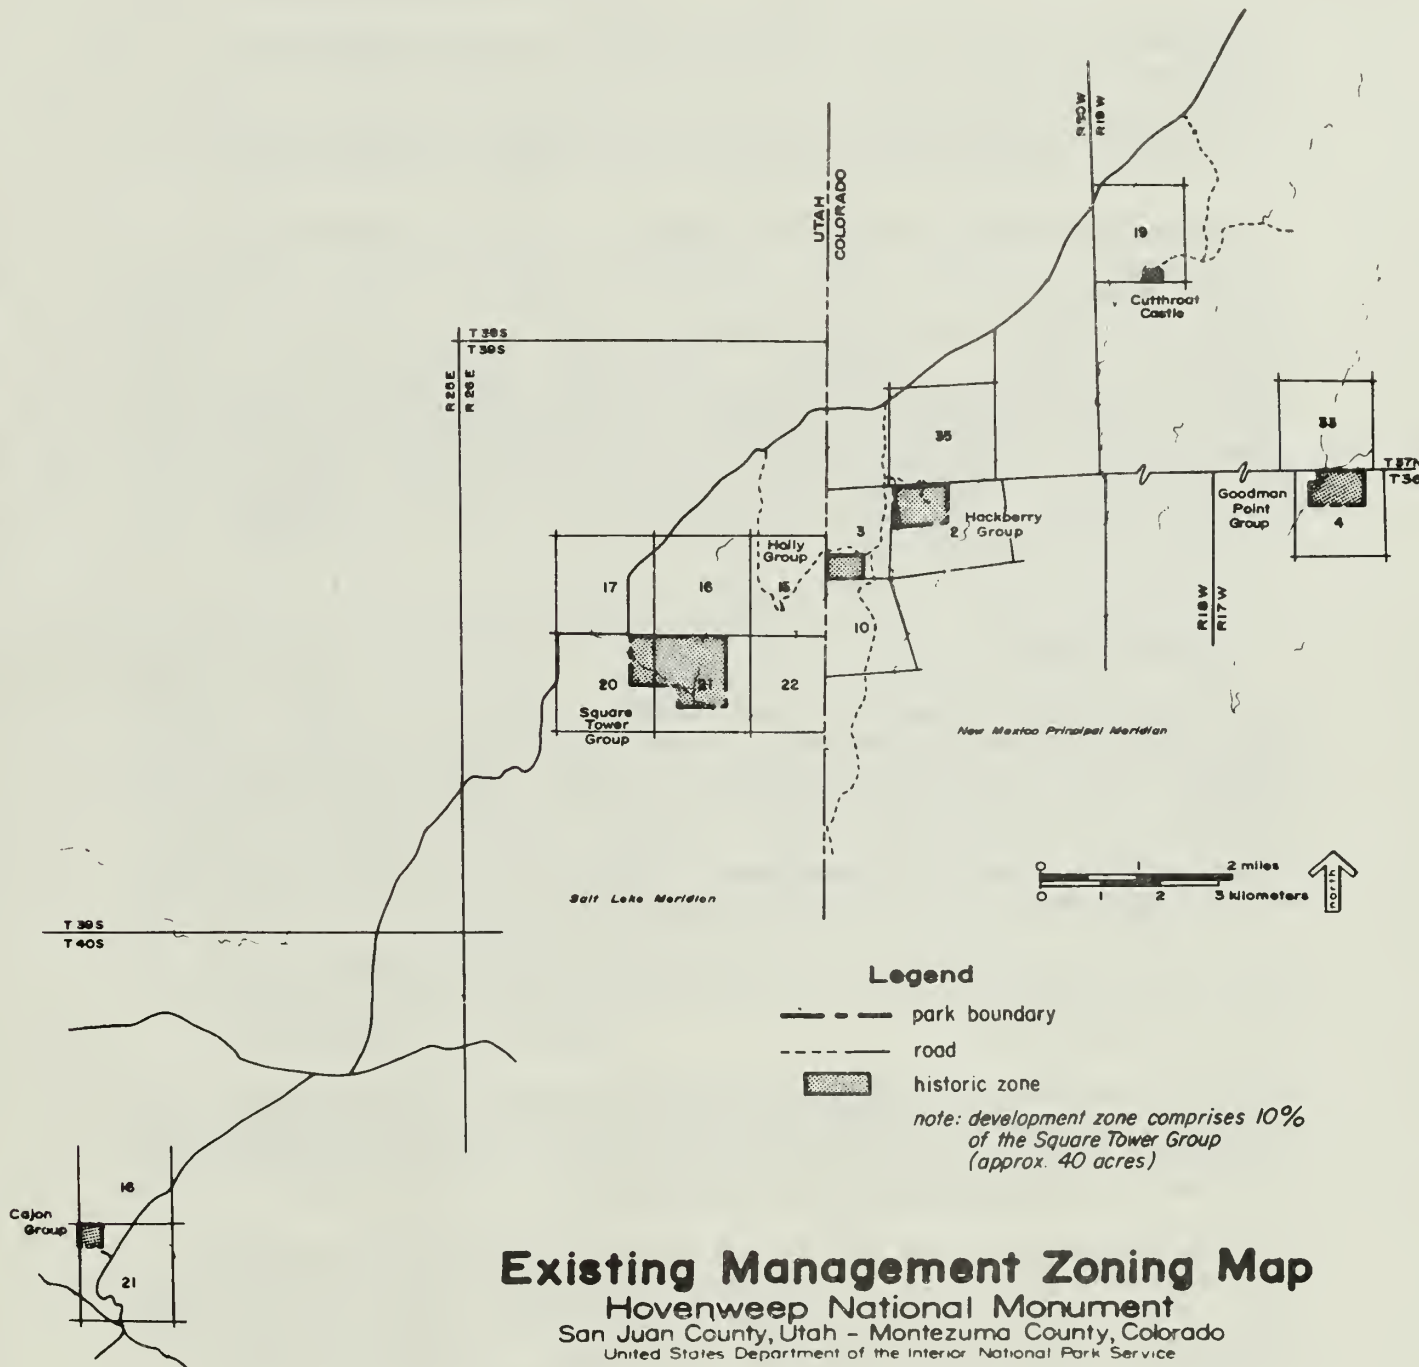 R20W
R19W
UTAH
COLORADO
19
Cutthroat
Castle
T38S
T39S
R25E
R26E
35
33
T37N
T36
Goodman
Point
Group
4
3
2
Hackberry
Group
Holly
Group
17
16
15
10
R18W
R17W
20
21
22
Square
Tower
Group
New Mexico Principal Meridian
0 1 2 miles
0 1 2 3 kilometers
north
Salt Lake Meridian
T39S
T40S
Legend
park boundary
road
historic zone
note: development zone comprises 10%
of the Square Tower Group
(approx. 40 acres)
16
Cajon
Group
21
Existing Management Zoning Map
Hovenweep National Monument
San Juan County, Utah - Montezuma County, Colorado
United States Department of the Interior National Park Service